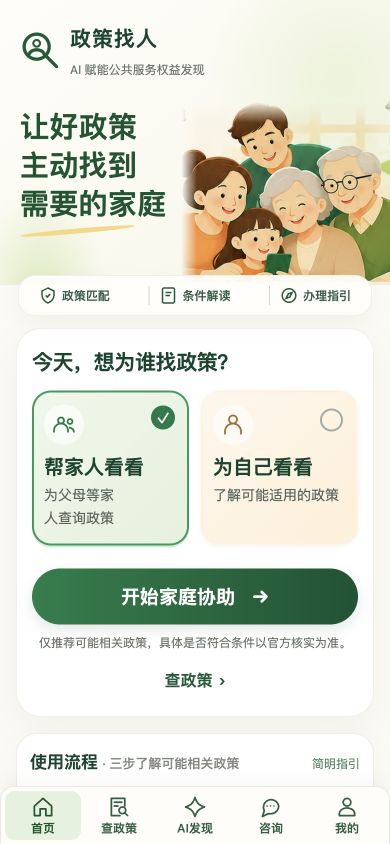 政策找人
AI 赋能公共服务权益发现
让好政策
主动找到
需要的家庭
政策匹配
条件解读
办理指引
今天，想为谁找政策？
帮家人看看
为父母等家
人查询政策
为自己看看
了解可能适用的政策
开始家庭协助 →
仅推荐可能相关政策，具体是否符合条件以官方核实为准。
查政策 ›
使用流程 · 三步了解可能相关政策
简明指引
首页
查政策
AI发现
咨询
我的